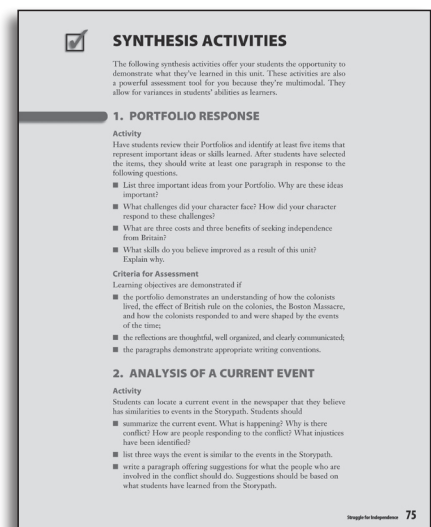 SYNTHESIS ACTIVITIES
The following synthesis activities offer your students the opportunity to
demonstrate what they've learned in this unit. These activities are also
a powerful assessment tool for you because they're multimodal. They
allow for variances in students' abilities as learners.
1. PORTFOLIO RESPONSE
Activity
Have students review their Portfolios and identify at least five items that
represent important ideas or skills learned. After students have selected
the items, they should write at least one paragraph in response to the
following questions.
■ List three important ideas from your Portfolio. Why are these ideas
important?
■ What challenges did your character face? How did your character
respond to these challenges?
■ What are three costs and three benefits of seeking independence
from Britain?
■ What skills do you believe improved as a result of this unit?
Explain why.
Criteria for Assessment
Learning objectives are demonstrated if
■ the portfolio demonstrates an understanding of how the colonists
lived, the effect of British rule on the colonies, the Boston Massacre,
and how the colonists responded to and were shaped by the events
of the time;
■ the reflections are thoughtful, well organized, and clearly communicated;
■ the paragraphs demonstrate appropriate writing conventions.
2. ANALYSIS OF A CURRENT EVENT
Activity
Students can locate a current event in the newspaper that they believe
has similarities to events in the Storypath. Students should
■ summarize the current event. What is happening? Why is there
conflict? How are people responding to the conflict? What injustices
have been identified?
■ list three ways the event is similar to the events in the Storypath.
■ write a paragraph offering suggestions for what the people who are
involved in the conflict should do. Suggestions should be based on
what students have learned from the Storypath.
Struggle for Independence 75